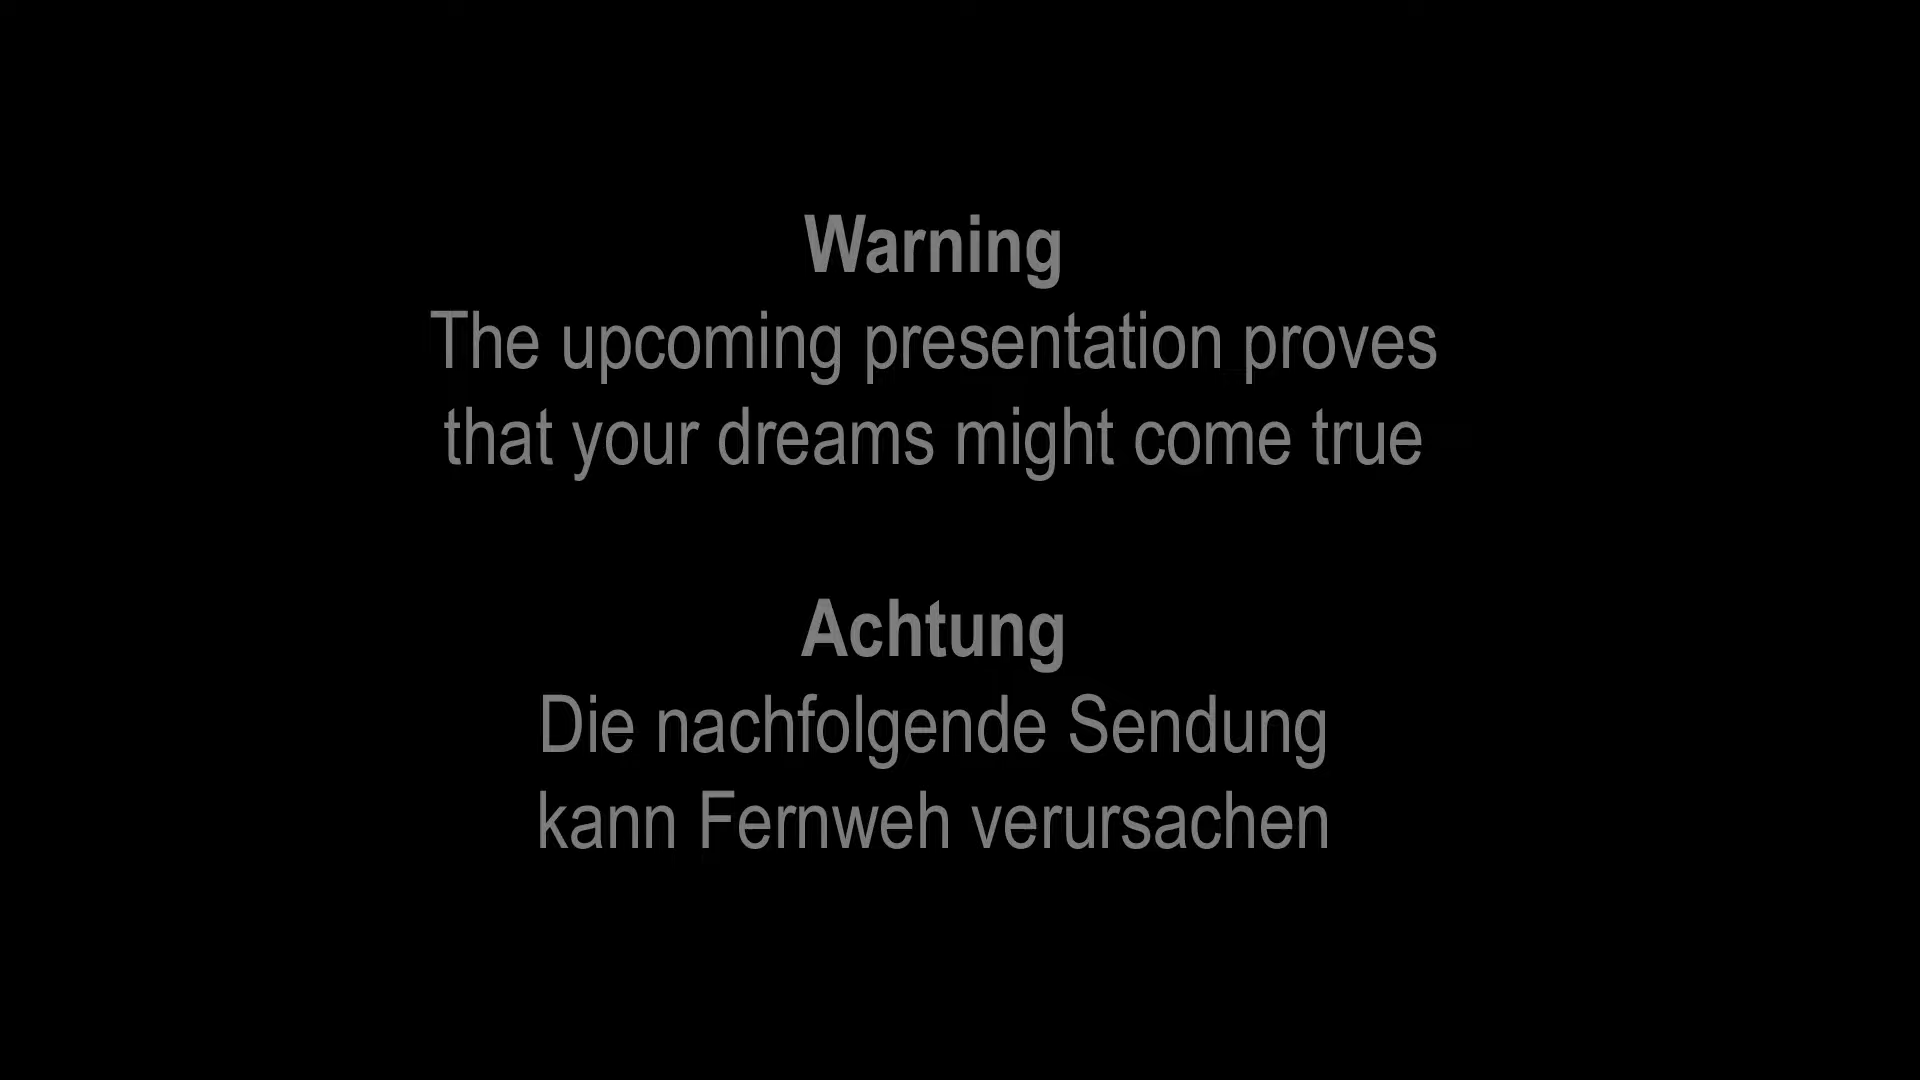 Warning
The upcoming presentation proves
that your dreams might come true
Achtung
Die nachfolgende Sendung
kann Fernweh verursachen